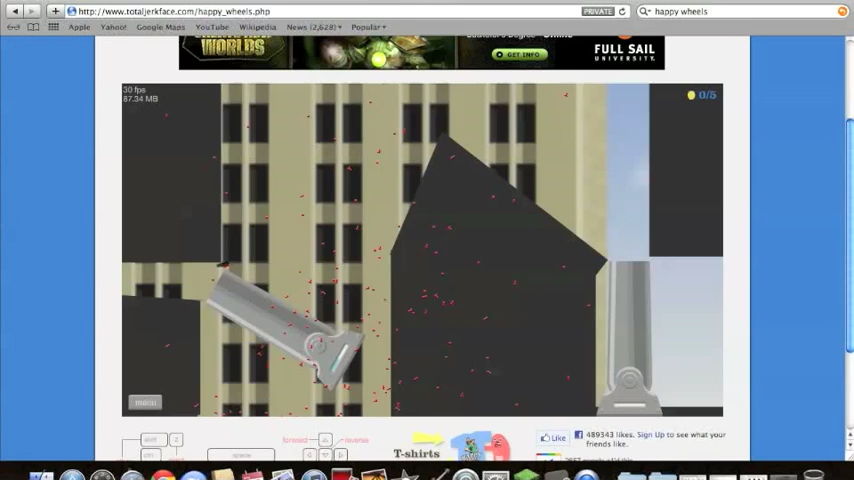 http://www.totaljerkface.com/happy_wheels.php
PRIVATE
happy wheels
Apple Yahoo! Google Maps YouTube Wikipedia News (2,628) Popular
WORLDS
GET INFO
FULL SAIL
UNIVERSITY.
30 fps
87.34 MB
0/5
menu
forward
reverse
space
T-shirts
Like
489343 likes. Sign Up to see what your
friends like.